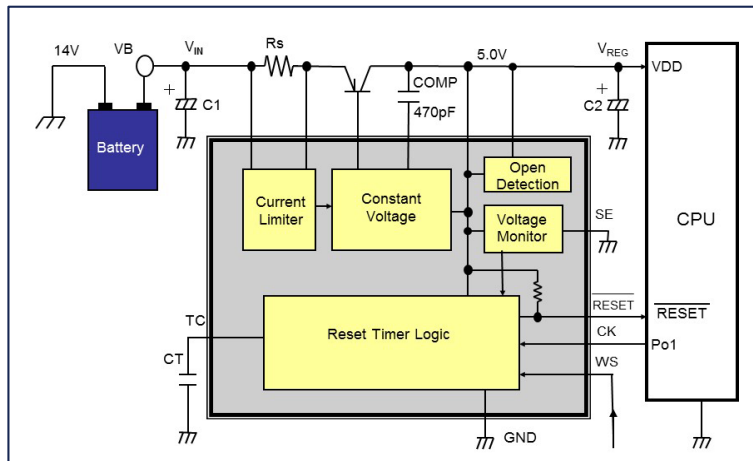 14V
VB
VIN
Rs
5.0V
VREG
VDD
C1
COMP
470pF
C2
Battery
Current
Limiter
Constant
Voltage
Open
Detection
Voltage
Monitor
SE
CPU
RESET
RESET
TC
Reset Timer Logic
CK
Po1
CT
WS
GND